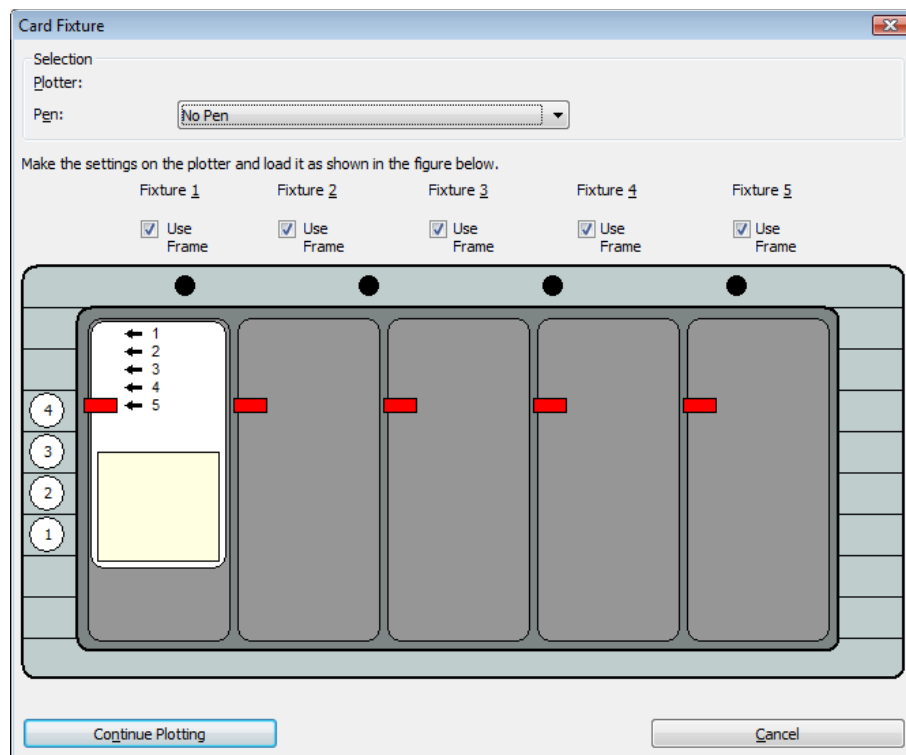 Card Fixture
Selection
Plotter:
Pen:
No Pen
Make the settings on the plotter and load it as shown in the figure below.
Fixture 1
Fixture 2
Fixture 3
Fixture 4
Fixture 5
Use
Frame
Use
Frame
Use
Frame
Use
Frame
Use
Frame
1
2
3
4
5
4
3
2
1
Continue Plotting
Cancel